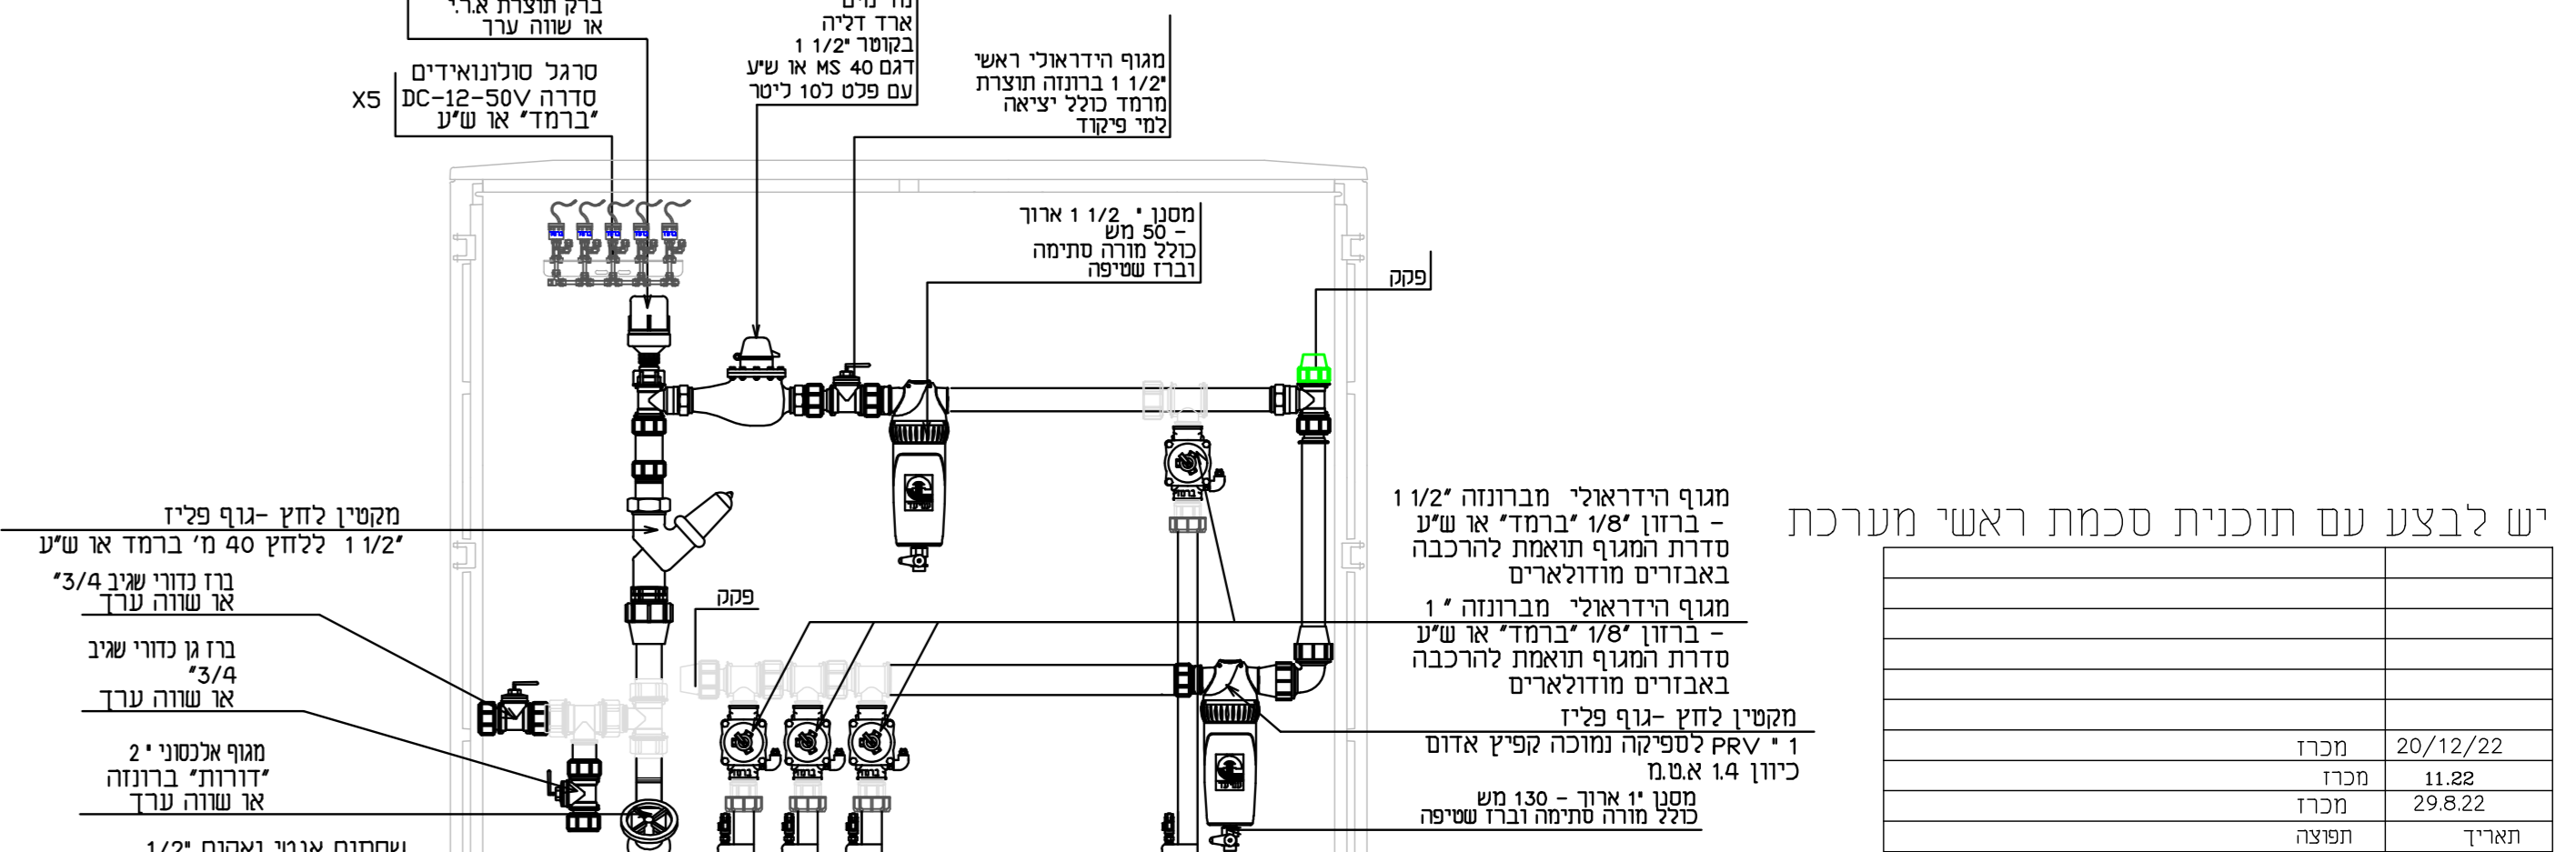 ברק תוצרת א.ר.י
או שווה ערך
סרגל סולונואידים
סדרה DC-12-50V
"ברמד" או ש"ע
X5
ארד דליה
בקוטר "1 1/2
דגם MS 40 או ש"ע
עם פלט ל10 ליטר
מגוף הידראולי ראשי
"1 1/2 ברונזה תוצרת
מרמד כולל יציאה
למי פיקוד
מסנן " 1 1/2 ארוך
- 50 מש
כולל מורה סתימה
וברז שטיפה
פקק
מקטין לחץ -גוף פליז
"1 1/2 ללחץ 40 מ' ברמד או ש"ע
ברז כדורי שגיב 3/4"
או שווה ערך
ברז גן כדורי שגיב
3/4"
או שווה ערך
מגוף אלכסוני " 2
"דורות" ברונזה
או שווה ערך
שסתום אנטי ואקום "1/2
פקק
מגוף הידראולי מברונזה "1 1/2
- ברזון "1/8 "ברמד" או ש"ע
סדרת המגוף תואמת להרכבה
באבזרים מודולארים
מגוף הידראולי מברונזה " 1
- ברזון "1/8 "ברמד" או ש"ע
סדרת המגוף תואמת להרכבה
באבזרים מודולארים
מקטין לחץ -גוף פליז
1 " PRV לספיקה נמוכה קפיץ אדום
כיוון 1.4 א.ט.מ
מסנן "1 ארוך - 130 מש
כולל מורה סתימה וברז שטיפה
יש לבצע עם תוכנית סכמת ראשי מערכת
20/12/22 מכרז
11.22 מכרז
29.8.22 מכרז
תאריך תפוצה